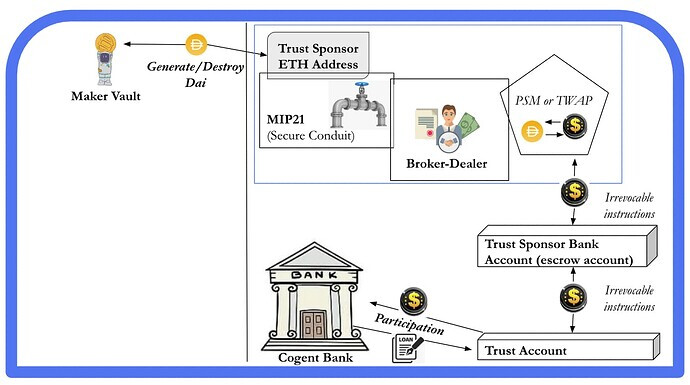 Maker Vault
Generate/Destroy
Dai
Trust Sponsor
ETH Address
MIP21
(Secure Conduit)
Broker-Dealer
PSM or TWAP
Irrevocable
instructions
Trust Sponsor Bank
Account (escrow account)
Irrevocable
instructions
BANK
Participation
LOAN
Cogent Bank
Trust Account